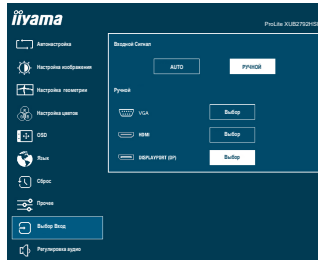 iiyama
ProLite XUB2792HS
Автонастройка
Настройка изображения
Настройка геометрии
Настройка цветов
OSD
Язык
Сброс
Прочее
Выбор Вход
Регулировка аудио
Входной Сигнал
AUTO
РУЧНОЙ
Ручной
VGA
Выбор
HDMI
Выбор
DISPLAYPORT (DP)
Выбор